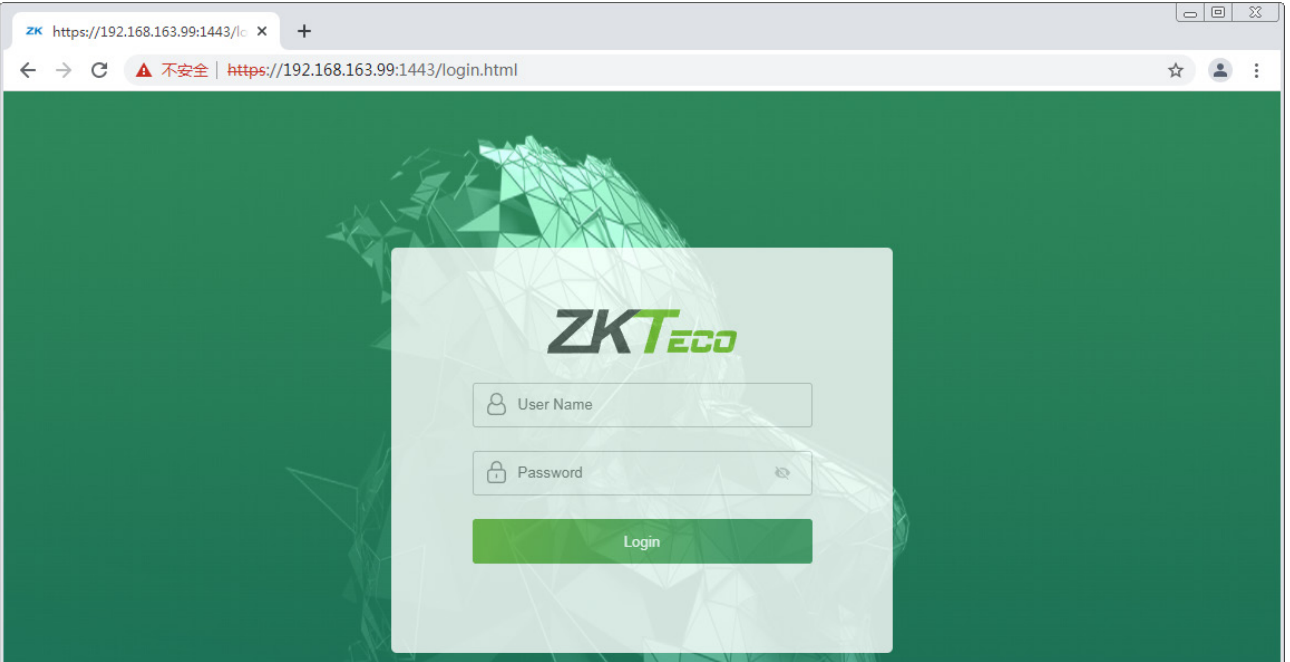 ZK https://192.168.163.99:1443/lo
不安全 | https://192.168.163.99:1443/login.html
ZKTECO
User Name
Password
Login